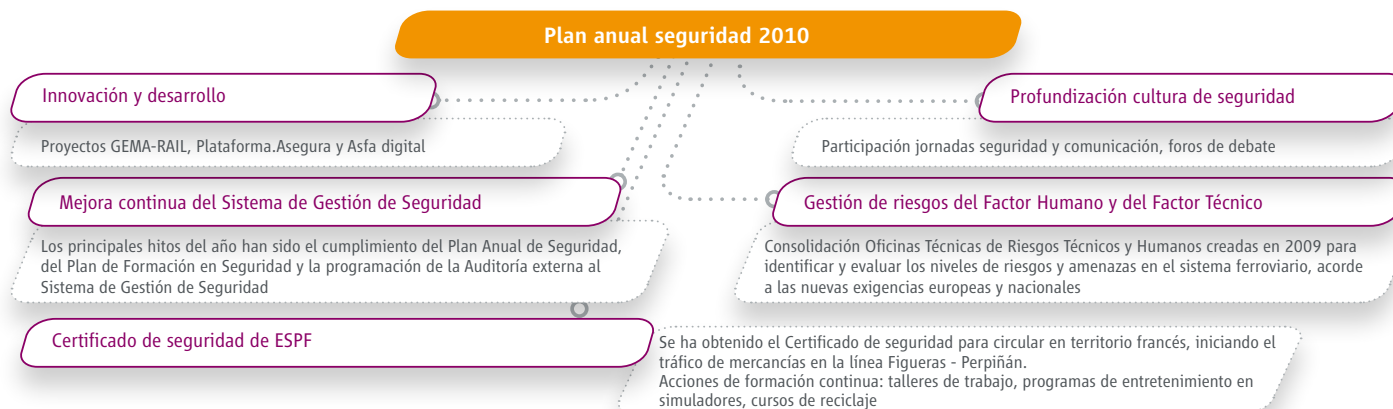 Plan anual seguridad 2010
Innovación y desarrollo
Proyectos GEMA-RAIL, Plataforma.Asegura y Asfa digital
Profundización cultura de seguridad
Participación jornadas seguridad y comunicación, foros de debate
Mejora continua del Sistema de Gestión de Seguridad
Los principales hitos del año han sido el cumplimiento del Plan Anual de Seguridad,
del Plan de Formación en Seguridad y la programación de la Auditoría externa al
Sistema de Gestión de Seguridad
Gestión de riesgos del Factor Humano y del Factor Técnico
Consolidación Oficinas Técnicas de Riesgos Técnicos y Humanos creadas en 2009 para
identificar y evaluar los niveles de riesgos y amenazas en el sistema ferroviario, acorde
a las nuevas exigencias europeas y nacionales
Certificado de seguridad de ESPF
Se ha obtenido el Certificado de seguridad para circular en territorio francés, iniciando el
tráfico de mercancías en la línea Figueras - Perpiñán.
Acciones de formación continua: talleres de trabajo, programas de entretenimiento en
simuladores, cursos de reciclaje